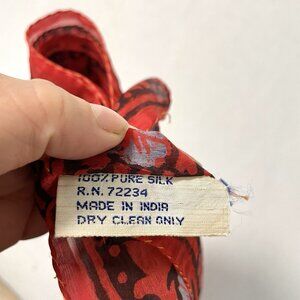 100% PURE SILK
R.N. 72234
MADE IN INDIA
DRY CLEAN ONLY